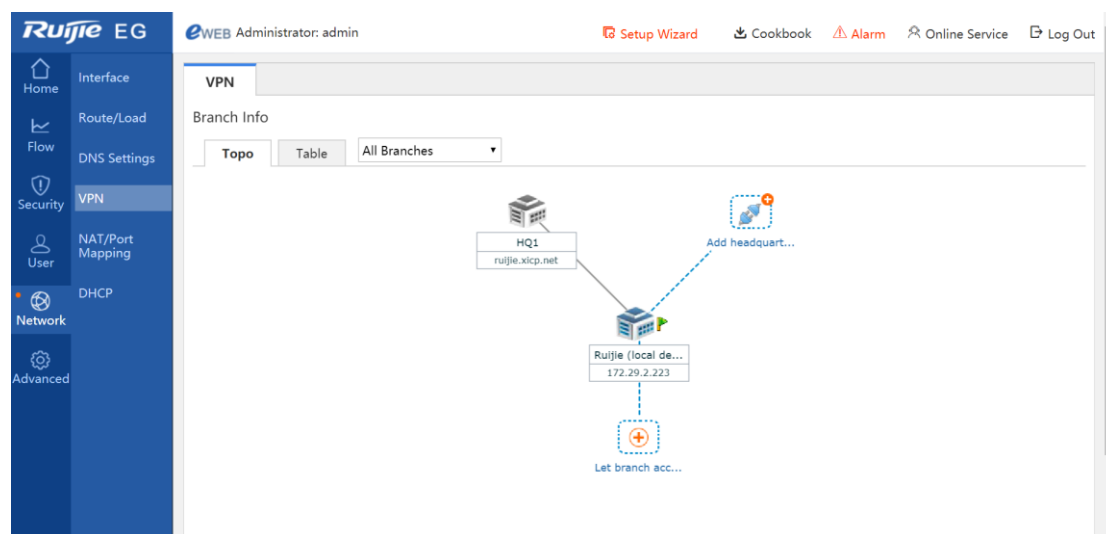 Ruijie EG
eWEB Administrator: admin
Setup Wizard
Cookbook
Alarm
Online Service
Log Out
Home
Flow
Security
User
Network
Advanced
Interface
Route/Load
DNS Settings
VPN
NAT/Port
Mapping
DHCP
VPN
Branch Info
Topo
Table
All Branches
HQ1
ruijie.xicp.net
Add headquart...
Ruijie (local de...
172.29.2.223
Let branch acc...